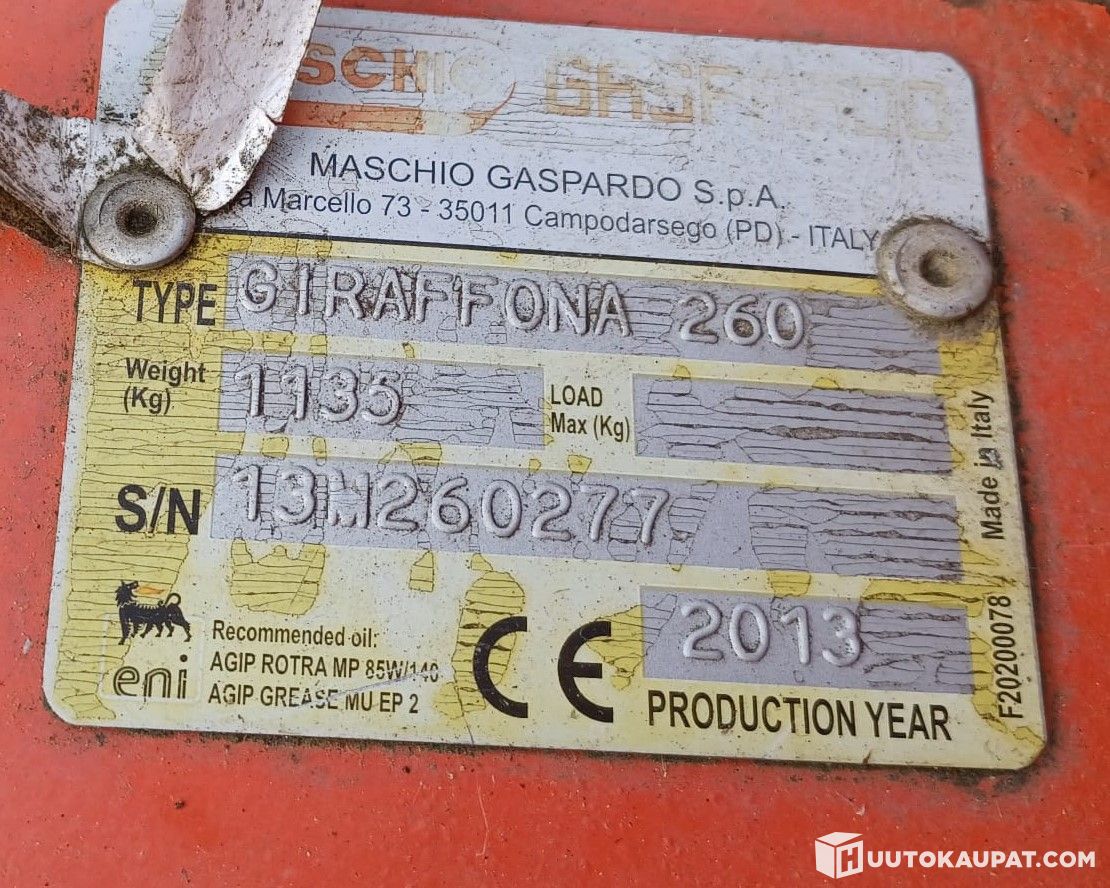 MASCHIO GASPARDO S.p.A.
Marcello 73 - 35011 Campodarsego (PD) - ITALY
TYPE GIRAFFONA 260
Weight (Kg) 1135 LOAD Max (Kg)
S/N 13M260277
Made in Italy
eni
Recommended oil:
AGIP ROTRA MP 85W/140
AGIP GREASE MU EP 2
CE
2013
PRODUCTION YEAR
F20200078
HUUTOKAUPAT.COM